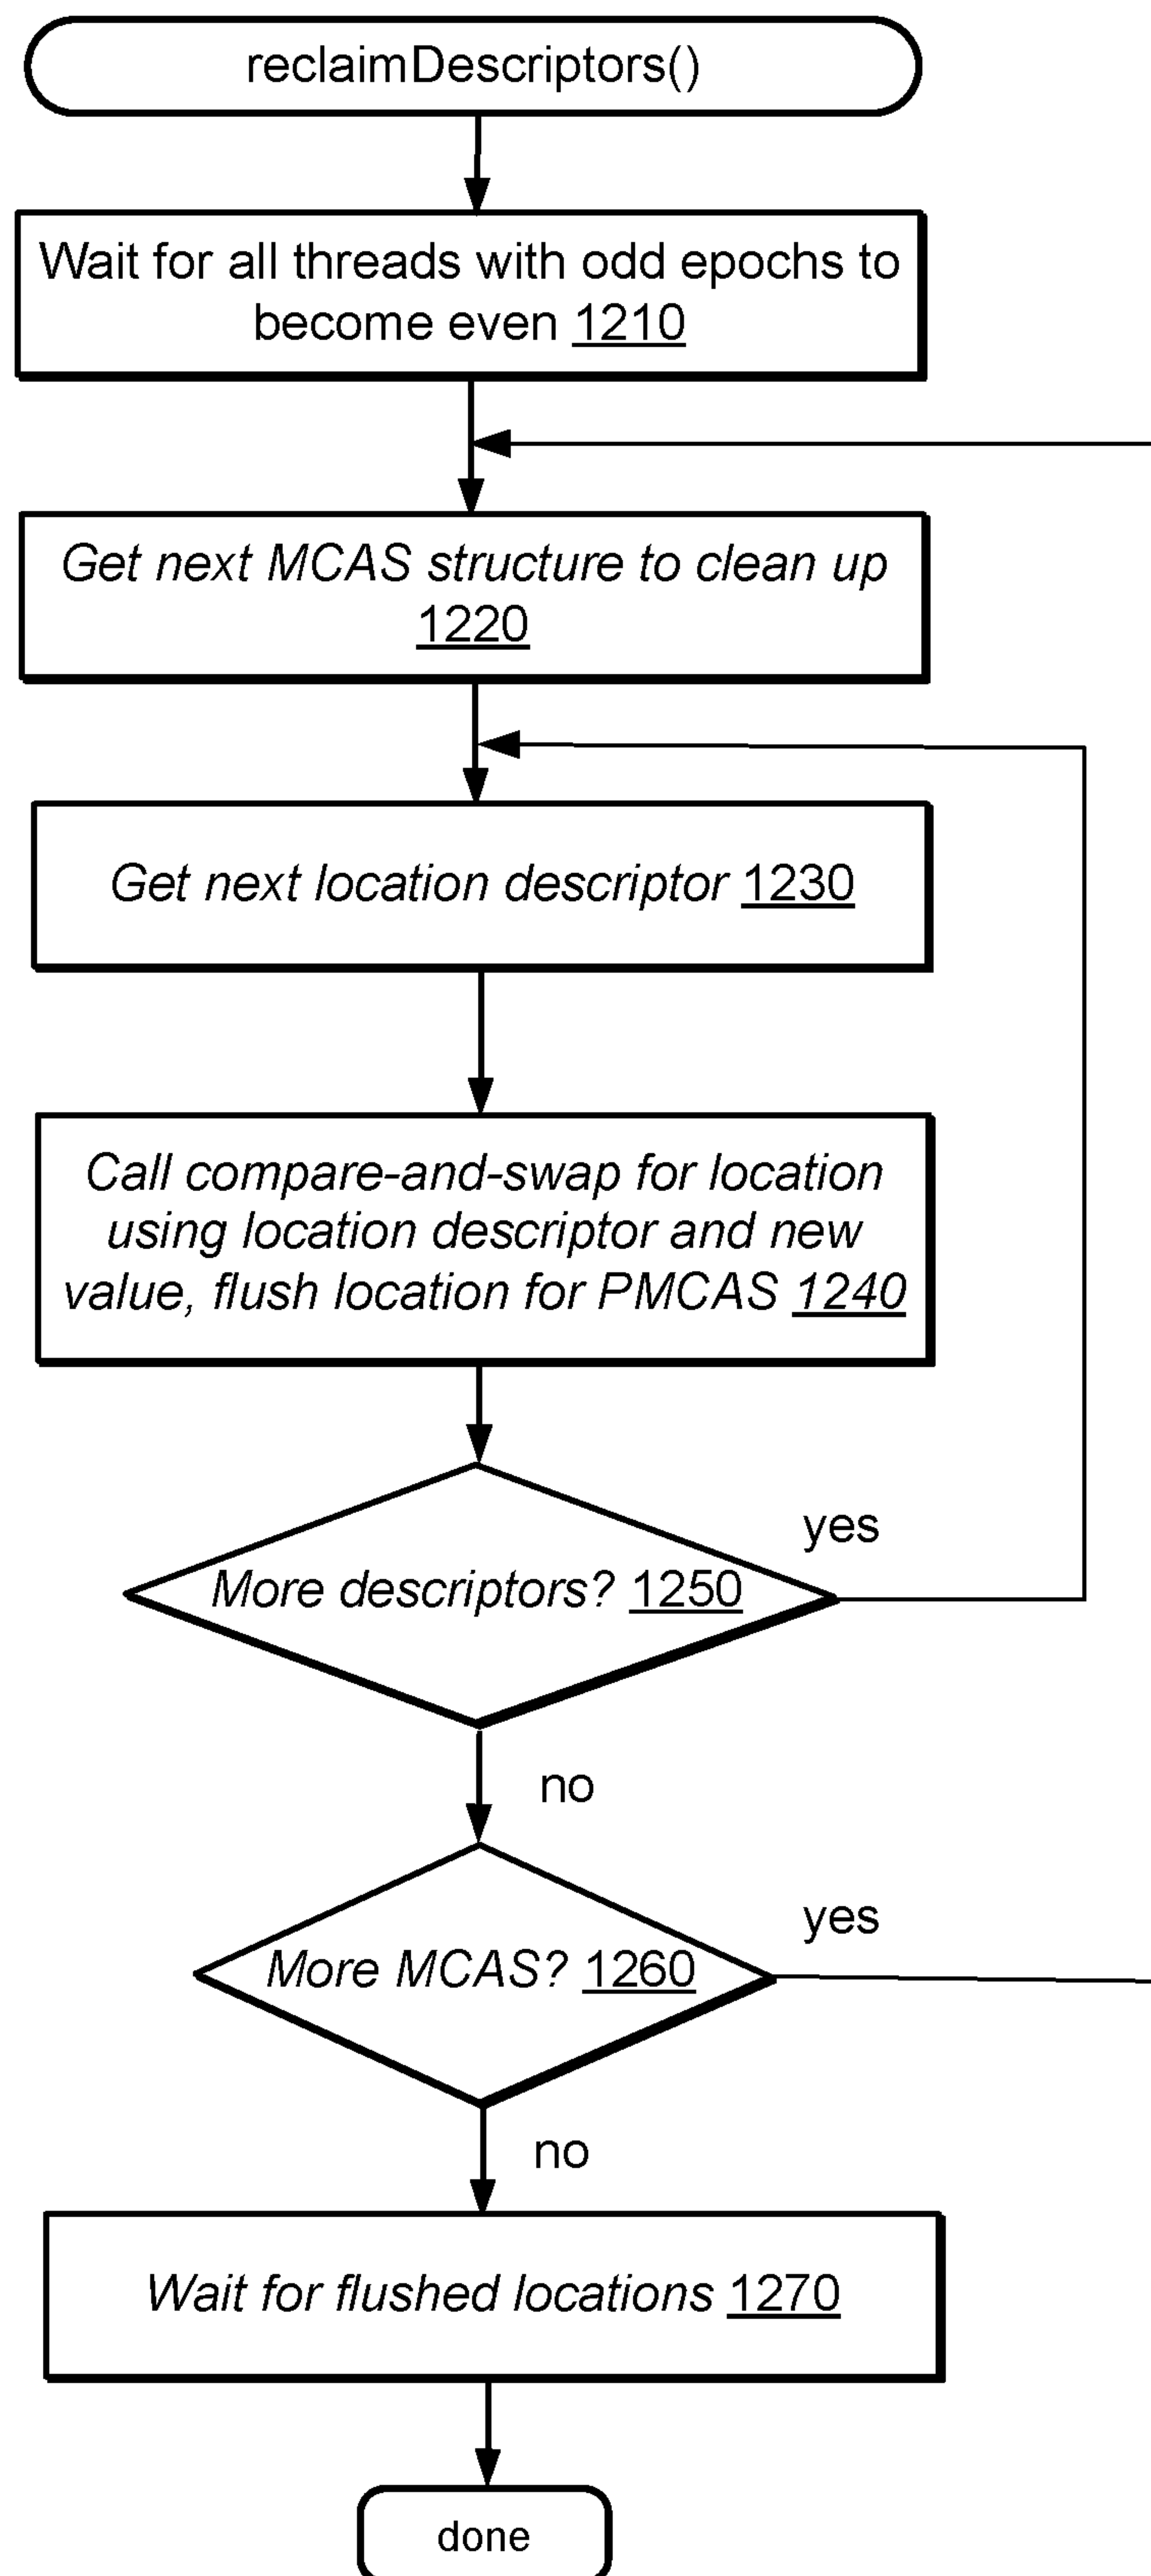 reclaimDescriptors()
Wait for all threads with odd epochs to
become even 1210
Get next MCAS structure to clean up
1220
Get next location descriptor 1230
Call compare-and-swap for location
using location descriptor and new
value, flush location for PMCAS 1240
yes
More descriptors? 1250
no
yes
More MCAS? 1260
no
Wait for flushed locations 1270
done